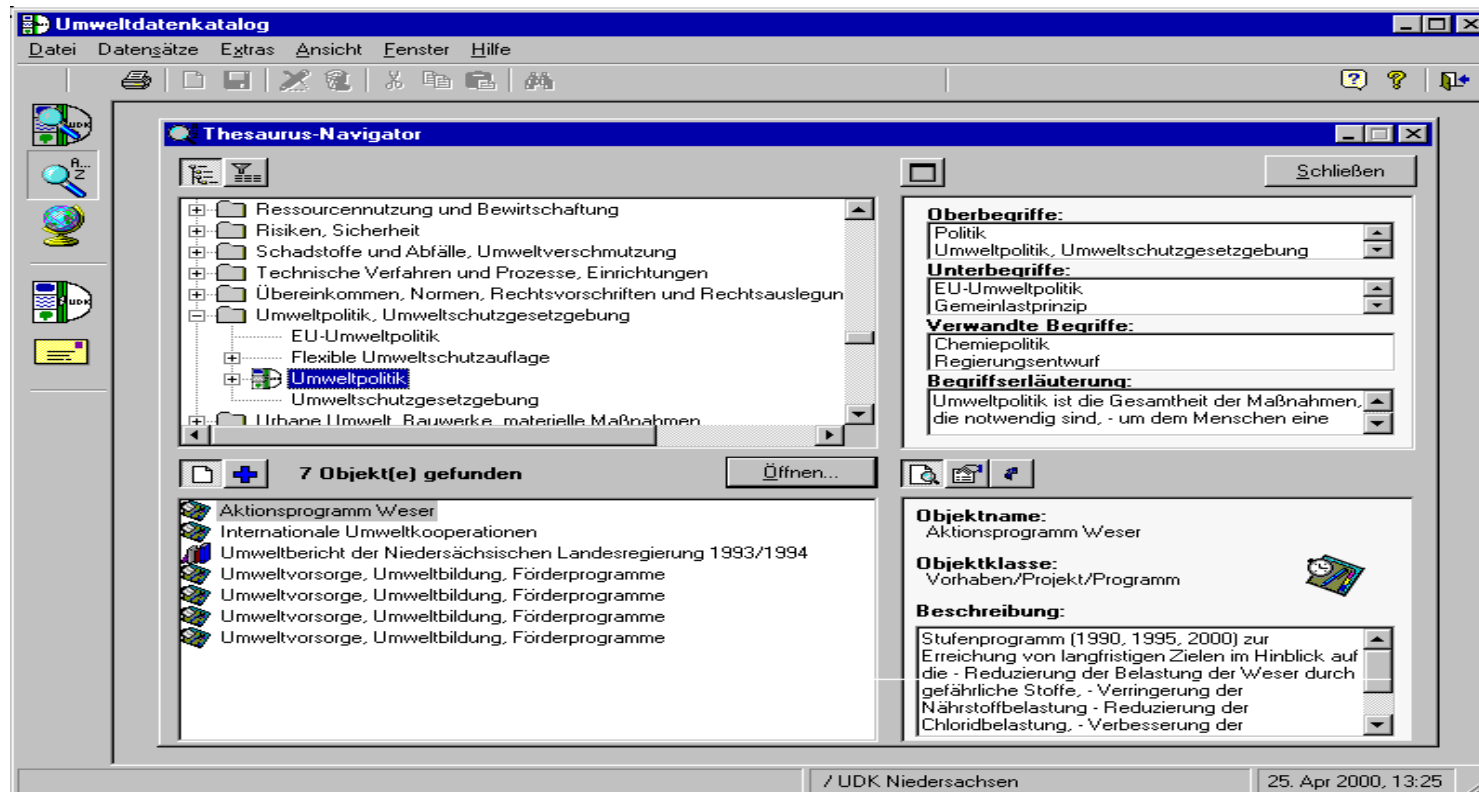 Umweltdatenkatalog
Datei Datensätze Extras Ansicht Fenster Hilfe
UDK
A...
Z
UDK
Thesaurus-Navigator
Schließen
Ressourcennutzung und Bewirtschaftung
Risiken, Sicherheit
Schadstoffe und Abfälle, Umweltverschmutzung
Technische Verfahren und Prozesse, Einrichtungen
Übereinkommen, Normen, Rechtsvorschriften und Rechtsauslegun
Umweltpolitik, Umweltschutzgesetzgebung
EU-Umweltpolitik
Flexible Umweltschutzauflage
Umweltpolitik
Umweltschutzgesetzgebung
Urbane Umwelt, Bauwerke, materielle Maßnahmen
Oberbegriffe:
Politik
Umweltpolitik, Umweltschutzgesetzgebung
Unterbegriffe:
EU-Umweltpolitik
Gemeinlastprinzip
Verwandte Begriffe:
Chemiepolitik
Regierungsentwurf
Begriffserläuterung:
Umweltpolitik ist die Gesamtheit der Maßnahmen,
die notwendig sind, - um dem Menschen eine
7 Objekt(e) gefunden
Öffnen...
Aktionsprogramm Weser
Internationale Umweltkooperationen
Umweltbericht der Niedersächsischen Landesregierung 1993/1994
Umweltvorsorge, Umweltbildung, Förderprogramme
Umweltvorsorge, Umweltbildung, Förderprogramme
Umweltvorsorge, Umweltbildung, Förderprogramme
Umweltvorsorge, Umweltbildung, Förderprogramme
Objektname:
Aktionsprogramm Weser
Objektklasse:
Vorhaben/Projekt/Programm
Beschreibung:
Stufenprogramm (1990, 1995, 2000) zur
Erreichung von langfristigen Zielen im Hinblick auf
die - Reduzierung der Belastung der Weser durch
gefährliche Stoffe, - Verringerung der
Nährstoffbelastung - Reduzierung der
Chloridbelastung, - Verbesserung der
/ UDK Niedersachsen
25. Apr 2000, 13:25